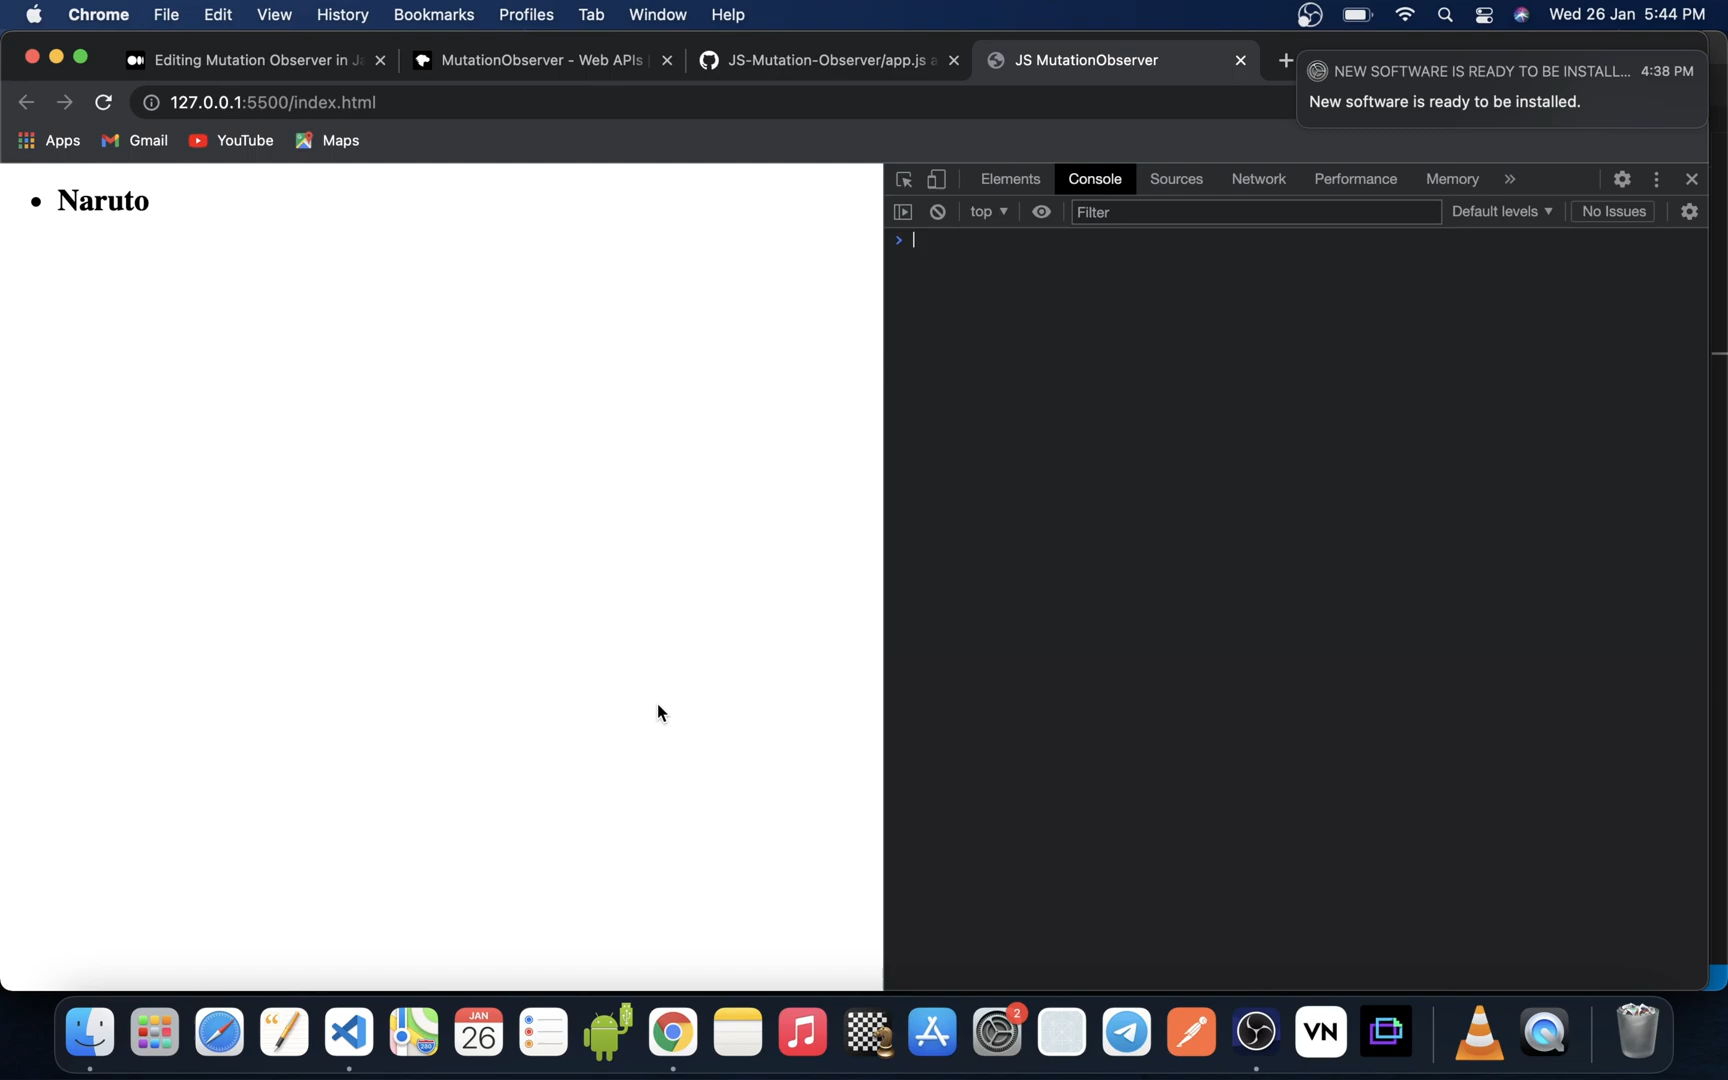 Chrome File Edit View History Bookmarks Profiles Tab Window Help Wed 26 Jan 5:44 PM
Editing Mutation Observer in Ja MutationObserver - Web APIs JS-Mutation-Observer/app.js a JS MutationObserver
NEW SOFTWARE IS READY TO BE INSTALL... 4:38 PM
New software is ready to be installed.
127.0.0.1:5500/index.html
Apps Gmail YouTube Maps
Elements Console Sources Network Performance Memory
top Filter Default levels No Issues
• Naruto
JAN
26
280
2
VN